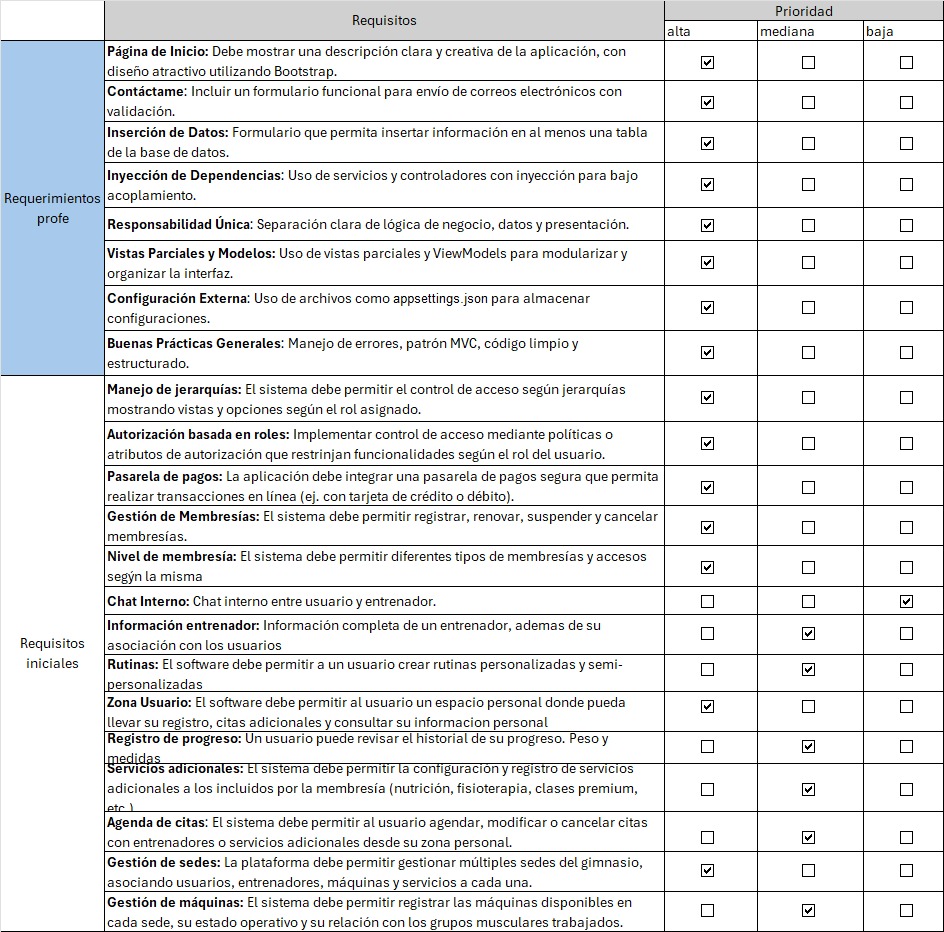 Requisitos
Prioridad
alta
mediana
baja
Requerimientos
profe
Página de Inicio: Debe mostrar una descripción clara y creativa de la aplicación, con
diseño atractivo utilizando Bootstrap.
Contáctame: Incluir un formulario funcional para envío de correos electrónicos con
validación.
Inserción de Datos: Formulario que permita insertar información en al menos una tabla
de la base de datos.
Inyección de Dependencias: Uso de servicios y controladores con inyección para bajo
acoplamiento.
Responsabilidad Única: Separación clara de lógica de negocio, datos y presentación.
Vistas Parciales y Modelos: Uso de vistas parciales y ViewModels para modularizar y
organizar la interfaz.
Configuración Externa: Uso de archivos como appsettings.json para almacenar
configuraciones.
Buenas Prácticas Generales: Manejo de errores, patrón MVC, código limpio y
estructurado.
Requisitos
iniciales
Manejo de jerarquías: El sistema debe permitir el control de acceso según jerarquías
mostrando vistas y opciones según el rol asignado.
Autorización basada en roles: Implementar control de acceso mediante políticas o
atributos de autorización que restrinjan funcionalidades según el rol del usuario.
Pasarela de pagos: La aplicación debe integrar una pasarela de pagos segura que permita
realizar transacciones en línea (ej. con tarjeta de crédito o débito).
Gestión de Membresías: El sistema debe permitir registrar, renovar, suspender y cancelar
membresías.
Nivel de membresía: El sistema debe permitir diferentes tipos de membresías y accesos
segýn la misma
Chat Interno: Chat interno entre usuario y entrenador.
Información entrenador: Información completa de un entrenador, ademas de su
asociación con los usuarios
Rutinas: El software debe permitir a un usuario crear rutinas personalizadas y semi-
personalizadas
Zona Usuario: El software debe permitir al usuario un espacio personal donde pueda
llevar su registro, citas adicionales y consultar su informacion personal
Registro de progreso: Un usuario puede revisar el historial de su progreso. Peso y
medidas
Servicios adicionales: El sistema debe permitir la configuración y registro de servicios
adicionales a los incluidos por la membresía (nutrición, fisioterapia, clases premium,
etc.)
Agenda de citas: El sistema debe permitir al usuario agendar, modificar o cancelar citas
con entrenadores o servicios adicionales desde su zona personal.
Gestión de sedes: La plataforma debe permitir gestionar múltiples sedes del gimnasio,
asociando usuarios, entrenadores, máquinas y servicios a cada una.
Gestión de máquinas: El sistema debe permitir registrar las máquinas disponibles en
cada sede, su estado operativo y su relación con los grupos musculares trabajados.